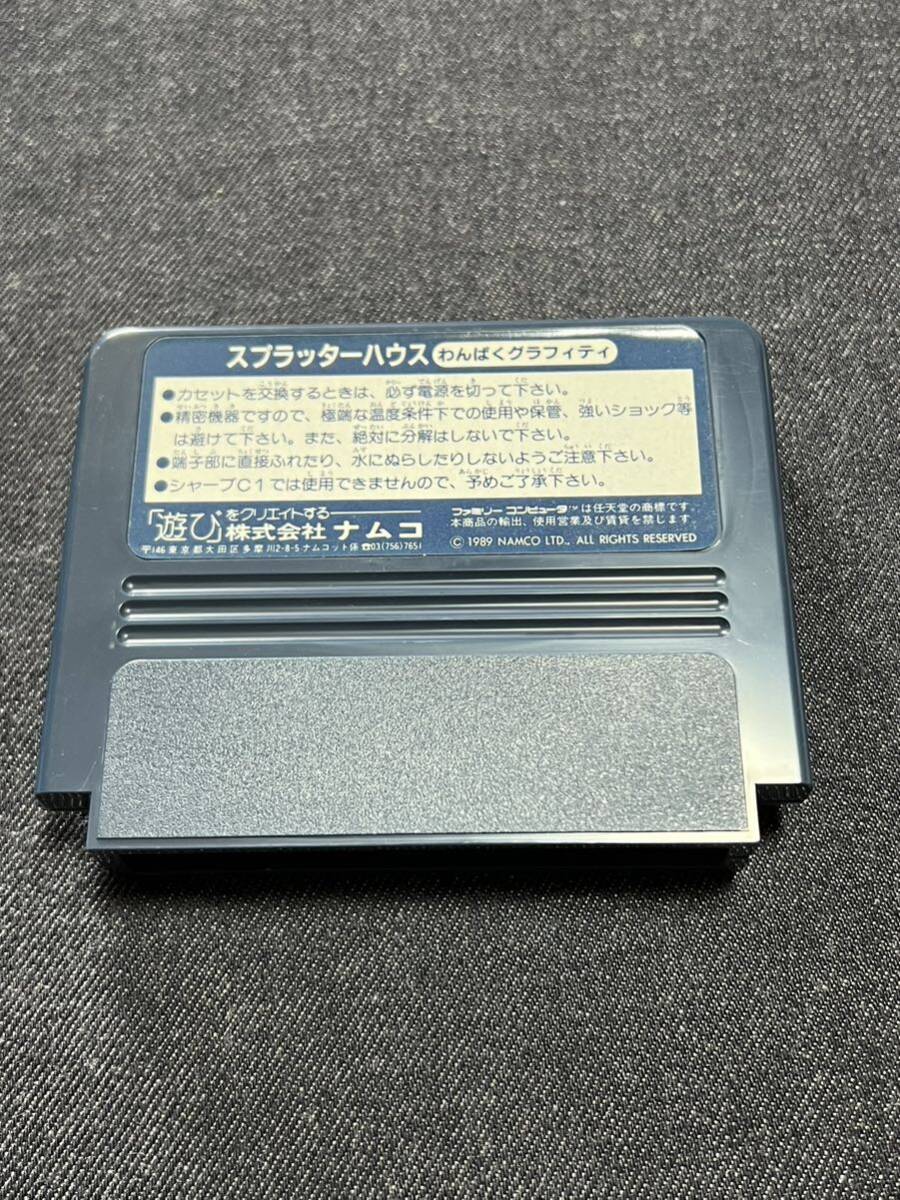 スプラッターハウス わんぱくグラフィティ
●カセットを交換するときは、必ず電源を切って下さい。
●精密機器ですので、極端な温度条件下での使用や保管、強いショック等
は避けて下さい。また、絶対に分解はしないで下さい。
●端子部に直接ふれたり、水にぬらしたりしないようご注意下さい。
●シャープC1では使用できませんので、予めご了承下さい。
「遊び」をクリエイトする
株式会社 ナムコ
〒146 東京都大田区多摩川2-8-5 ナムコット係 ☎03(756)7651
ファミリー コンピュータ™は任天堂の商標です。
本商品の輸出、使用営業及び賃貸を禁じます。
© 1989 NAMCO LTD., ALL RIGHTS RESERVED